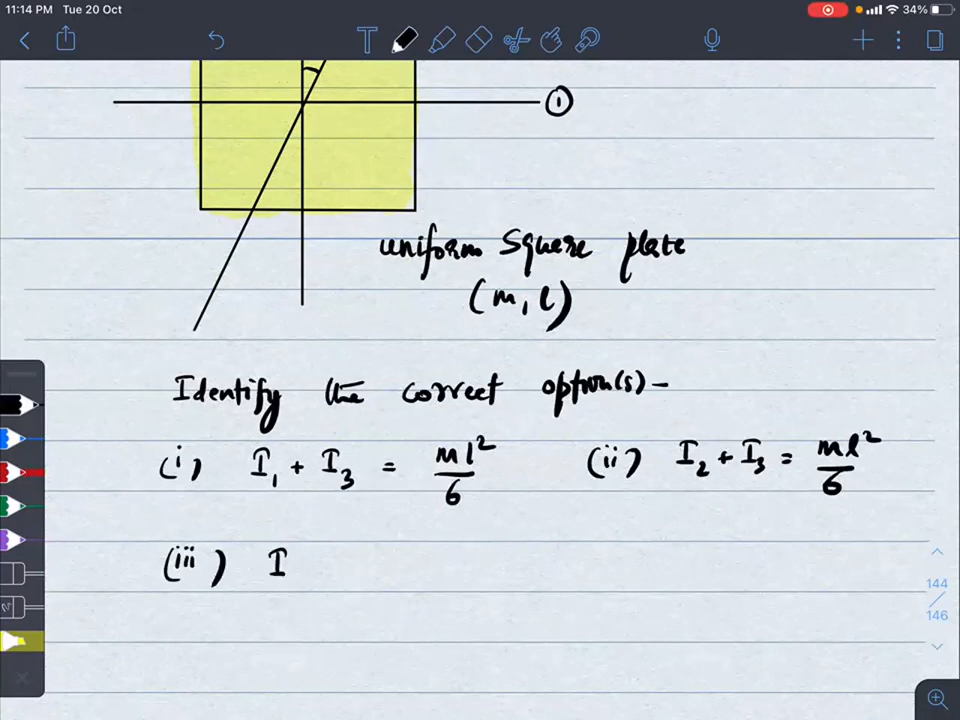 11:14 PM Tue 20 Oct 34%
T
①
uniform Square plate
(m, l)
Identify the correct option(s) -
(i) I₁ + I₃ = ml²/6 (ii) I₂ + I₃ = ml²/6
(iii) I
144
146